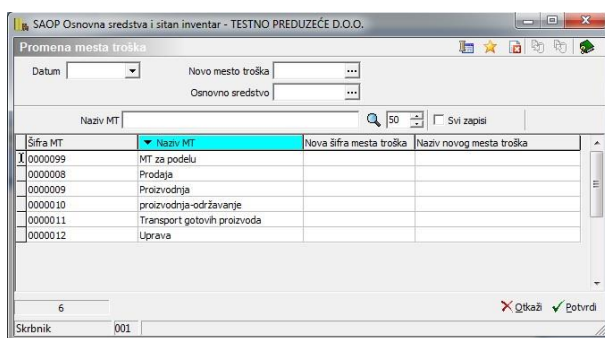 SAOP Osnovna sredstva i sitan inventar - TESTNO PREDUZEĆE D.O.O.
Promena mesta troška
Datum Novo mesto troška ...
Osnovno sredstvo ...
Naziv MT 50 Svi zapisi
Šifra MT Naziv MT Nova šifra mesta troška Naziv novog mesta troška
0000099 MT za podelu
0000008 Prodaja
0000009 Proizvodnja
0000010 proizvodnja-održavanje
0000011 Transport gotovih proizvoda
0000012 Uprava
6 Otkaži Potvrdi
Skrbnik 001